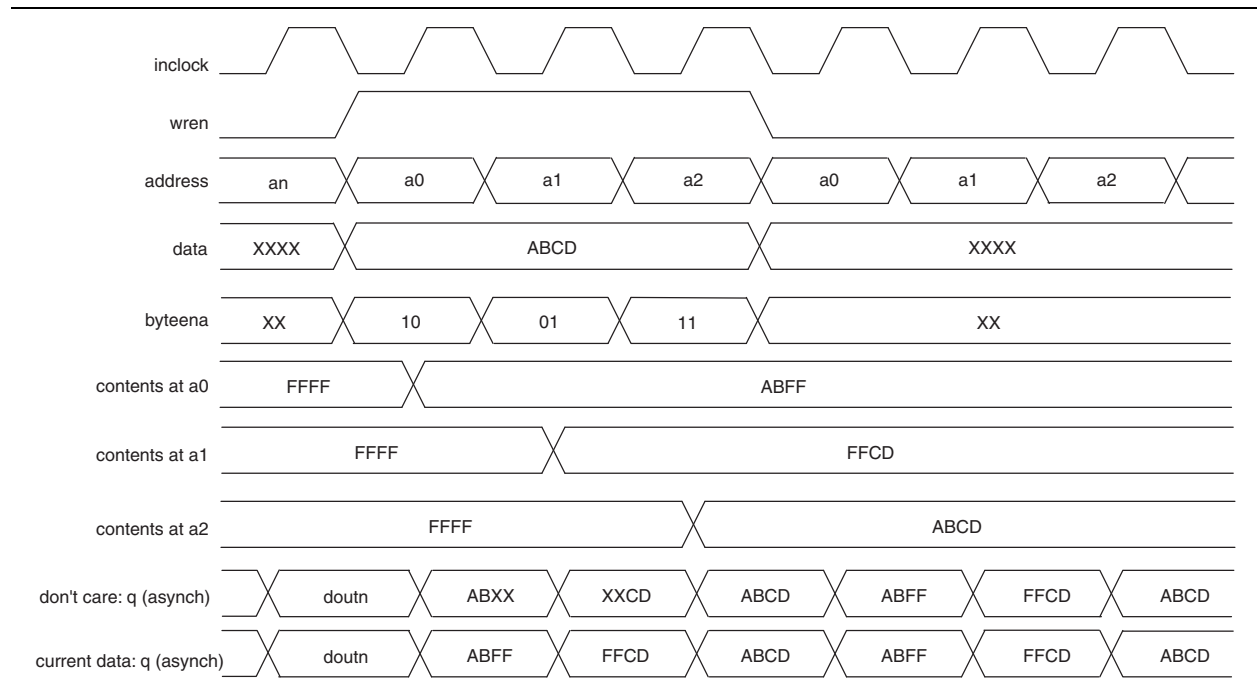 inclock
wren
address an a0 a1 a2 a0 a1 a2
data XXXX ABCD XXXX
byteena XX 10 01 11 XX
contents at a0 FFFF ABFF
contents at a1 FFFF FFCD
contents at a2 FFFF ABCD
don't care: q (asynch) doutn ABXX XXCD ABCD ABFF FFCD ABCD
current data: q (asynch) doutn ABFF FFCD ABCD ABFF FFCD ABCD